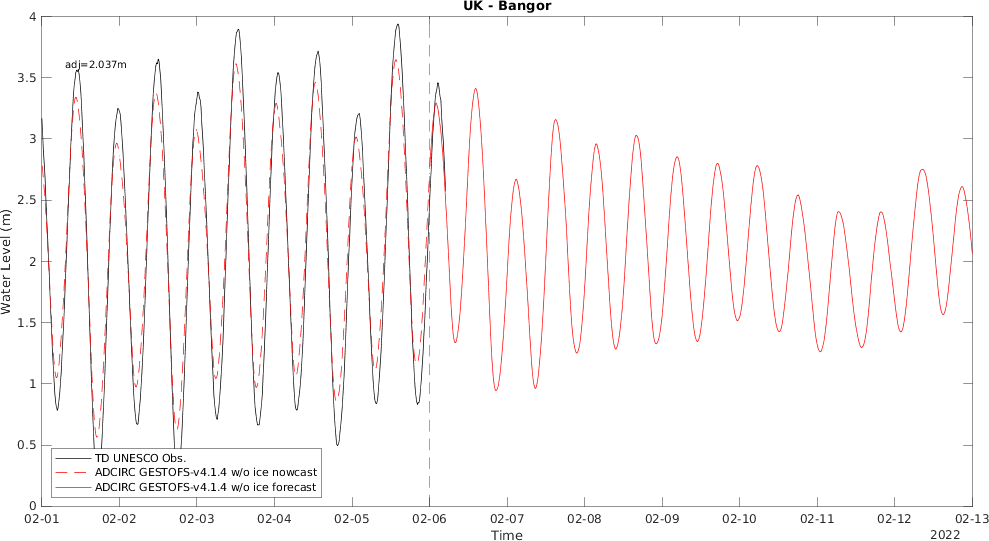 UK - Bangor
4
adj=2.037m
3.5
3
2.5
2
1.5
1
0.5
0
Water Level (m)
TD UNESCO Obs.
ADCIRC GESTOFS-v4.1.4 w/o ice nowcast
ADCIRC GESTOFS-v4.1.4 w/o ice forecast
02-01 02-02 02-03 02-04 02-05 02-06 02-07 02-08 02-09 02-10 02-11 02-12 02-13
Time
2022